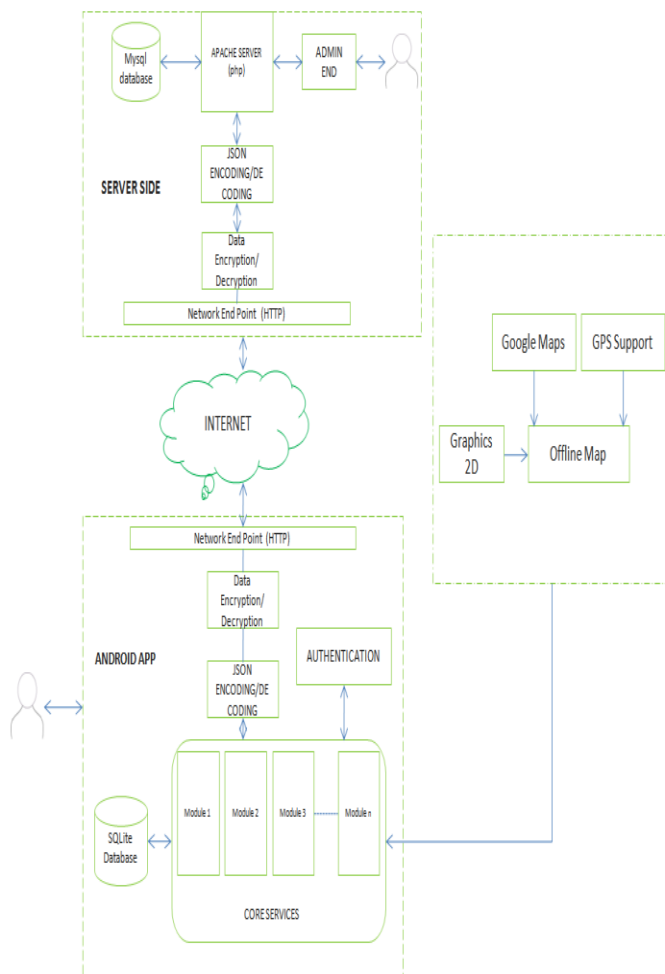 Mysql
database
APACHE SERVER
(php)
ADMIN
END
JSON
ENCODING/DE
CODING
SERVER SIDE
Data
Encryption/
Decryption
Network End Point (HTTP)
INTERNET
Google Maps
GPS Support
Graphics
2D
Offline Map
Network End Point (HTTP)
Data
Encryption/
Decryption
ANDROID APP
AUTHENTICATION
JSON
ENCODING/DE
CODING
Module 1
Module 2
Module 3
Module n
SQLite
Database
CORE SERVICES